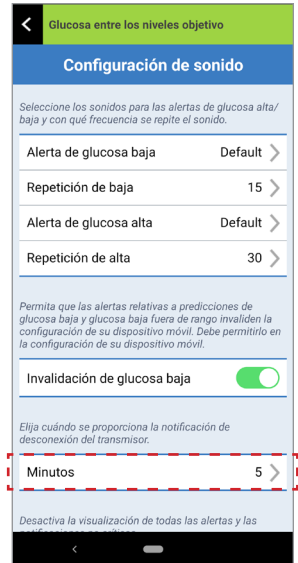 Glucosa entre los niveles objetivo
Configuración de sonido
Seleccione los sonidos para las alertas de glucosa alta/
baja y con qué frecuencia se repite el sonido.
Alerta de glucosa baja Default
Repetición de baja 15
Alerta de glucosa alta Default
Repetición de alta 30
Permita que las alertas relativas a predicciones de
glucosa baja y glucosa baja fuera de rango invaliden la
configuración de su dispositivo móvil. Debe permitirlo en
la configuración de su dispositivo móvil.
Invalidación de glucosa baja
Elija cuándo se proporciona la notificación de
desconexión del transmisor.
Minutos 5
Desactiva la visualización de todas las alertas y las